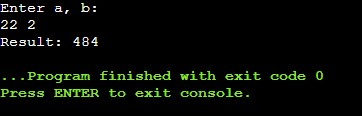 Enter a, b:
22 2
Result: 484
...Program finished with exit code 0
Press ENTER to exit console.